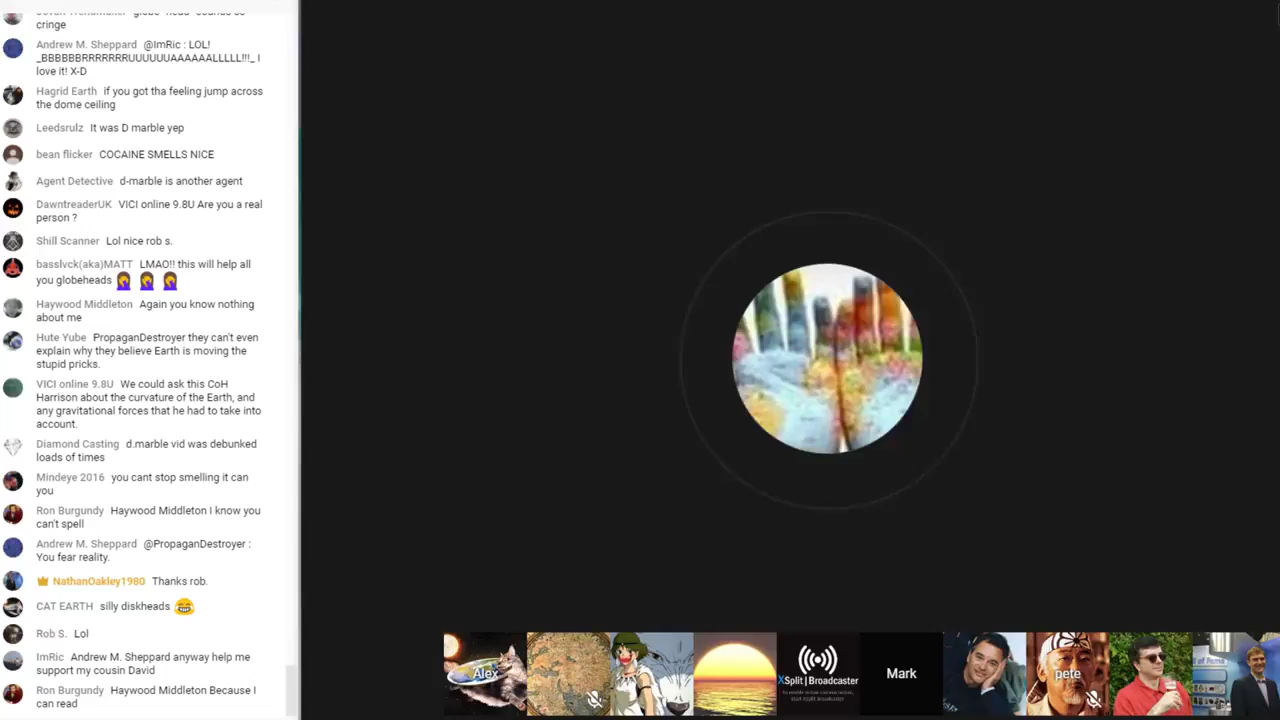 cringe
Andrew M. Sheppard @ImRic : LOL!
_BBBBBBRRRRRRRUUUUUUAAAAAALLLLL!!!_ I
love it! X-D
Hagrid Earth if you got tha feeling jump across
the dome ceiling
Leedsrulz It was D marble yep
bean flicker COCAINE SMELLS NICE
Agent Detective d-marble is another agent
DawntreaderUK VICI online 9.8U Are you a real
person ?
Shill Scanner Lol nice rob s.
basslvck(aka)MATT LMAO!! this will help all
you globeheads
Haywood Middleton Again you know nothing
about me
Hute Yube PropaganDestroyer they can't even
explain why they believe Earth is moving the
stupid pricks.
VICI online 9.8U We could ask this CoH
Harrison about the curvature of the Earth, and
any gravitational forces that he had to take into
account.
Diamond Casting d.marble vid was debunked
loads of times
Mindeye 2016 you cant stop smelling it can
you
Ron Burgundy Haywood Middleton I know you
can't spell
Andrew M. Sheppard @PropaganDestroyer :
You fear reality.
NathanOakley1980 Thanks rob.
CAT EARTH silly diskheads
Rob S. Lol
ImRic Andrew M. Sheppard anyway help me
support my cousin David
Ron Burgundy Haywood Middleton Because I
can read
Alex
XSplit | Broadcaster
Mark
pete